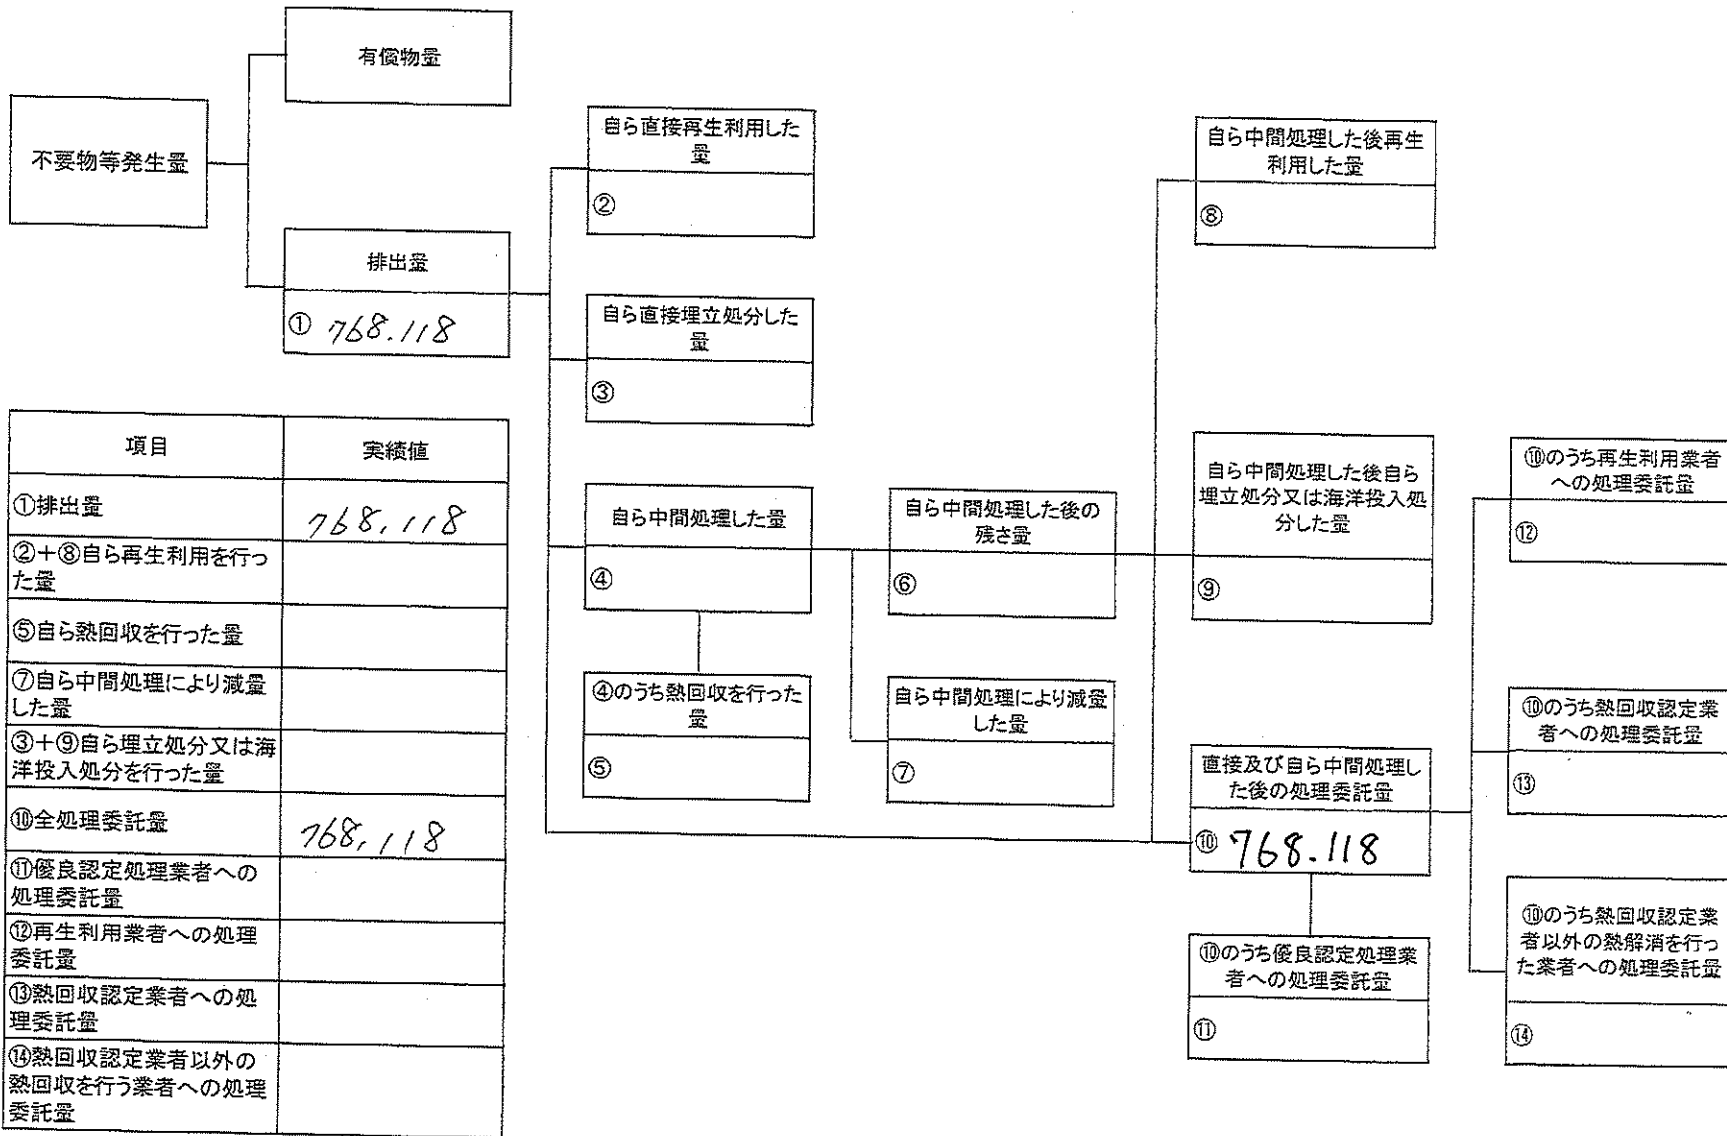 有償物量
不要物等発生量
排出量
① 768.118
自ら直接再生利用した
量
②
自ら直接埋立処分した
量
③
自ら中間処理した量
④
④のうち熱回収を行った
量
⑤
自ら中間処理した後の
残さ量
⑥
自ら中間処理により減量
した量
⑦
自ら中間処理した後再生
利用した量
⑧
自ら中間処理した後自ら
埋立処分又は海洋投入処
分した量
⑨
直接及び自ら中間処理し
た後の処理委託量
⑩ 768.118
⑩のうち優良認定処理業
者への処理委託量
⑪
⑩のうち再生利用業者
への処理委託量
⑫
⑩のうち熱回収認定業
者への処理委託量
⑬
⑩のうち熱回収認定業
者以外の熱解消を行っ
た業者への処理委託量
⑭
項目 実績値
①排出量 768.118
②+⑧自ら再生利用を行っ
た量
⑤自ら熱回収を行った量
⑦自ら中間処理により減量
した量
③+⑨自ら埋立処分又は海
洋投入処分を行った量
⑩全処理委託量 768.118
⑪優良認定処理業者への
処理委託量
⑫再生利用業者への処理
委託量
⑬熱回収認定業者への処
理委託量
⑭熱回収認定業者以外の
熱回収を行う業者への処理
委託量